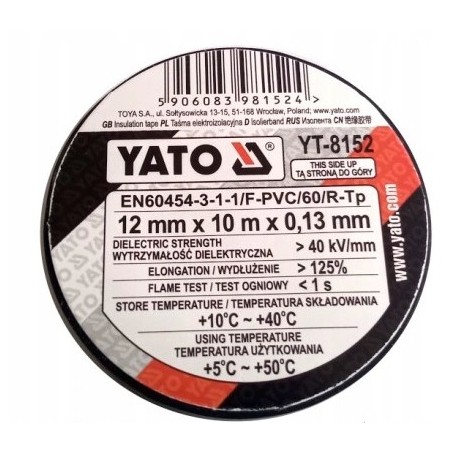 5 906083 981524 >
TOYA S.A., ul. Sołtysowicka 13-15, 51-168 Wrocław, Poland; www.yato.com
GB Insulation tape PL Taśma elektroizolacyjna D Isolierband RUS Изолента CN 绝缘胶带
YATO YT-8152
THIS SIDE UP
TĄ STRONĄ DO GÓRY
EN60454-3-1-1/F-PVC/60/R-Tp
12 mm x 10 m x 0,13 mm
DIELECTRIC STRENGTH
WYTRZYMAŁOŚĆ DIELEKTRYCZNA > 40 kV/mm
ELONGATION / WYDŁUŻENIE > 125%
FLAME TEST / TEST OGNIOWY < 1 s
STORE TEMPERATURE / TEMPERATURA SKŁADOWANIA
+10°C ~ +40°C
USING TEMPERATURE
TEMPERATURA UŻYTKOWANIA
+5°C ~ +50°C
www.yato.com